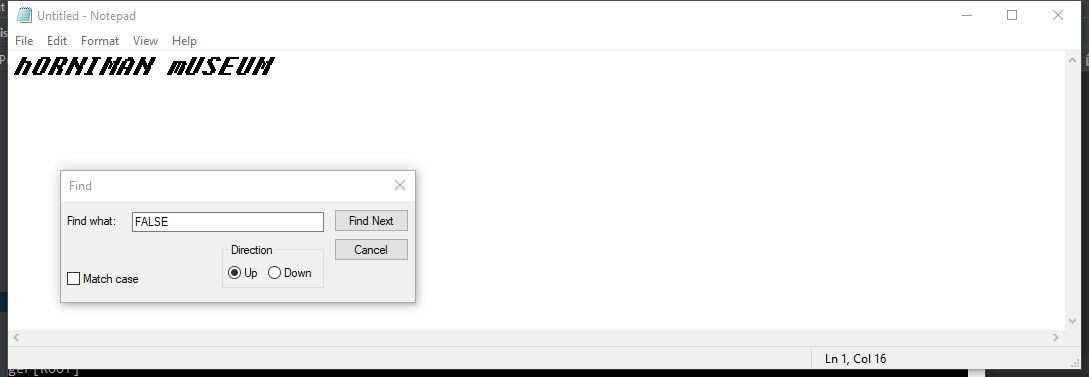 Untitled - Notepad
File Edit Format View Help
hORNIMAN mUSEUM
Find
Find what: FALSE Find Next
Cancel
Direction
Up Down
Match case
Ln 1, Col 16
[ROOT]